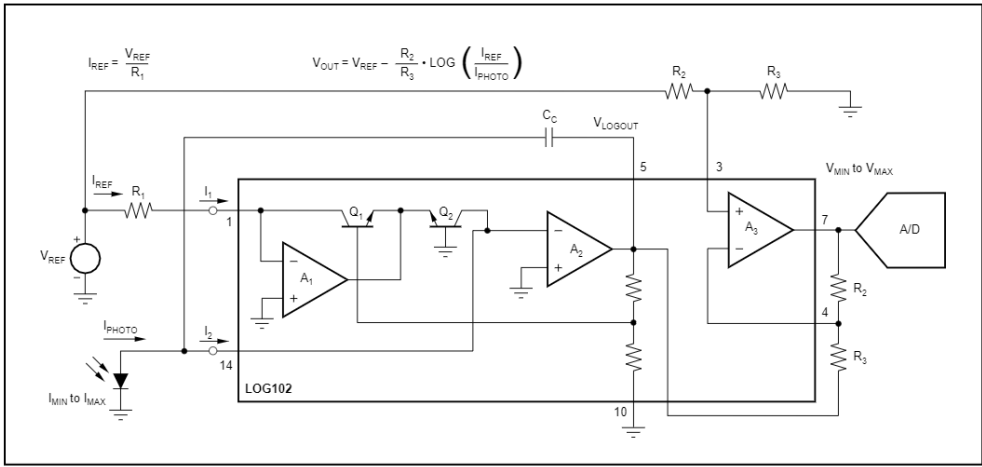 I_REF = V_REF / R_1
V_OUT = V_REF – R_2 / R_3 • LOG ( I_REF / I_PHOTO )
R_2
R_3
C_C
V_LOGOUT
5
3
V_MIN to V_MAX
I_REF
R_1
I_1
1
Q_1
Q_2
+
–
V_REF
–
A_1
+
–
A_2
+
+
–
A_3
7
A/D
R_2
4
R_3
I_PHOTO
I_2
14
I_MIN to I_MAX
LOG102
10